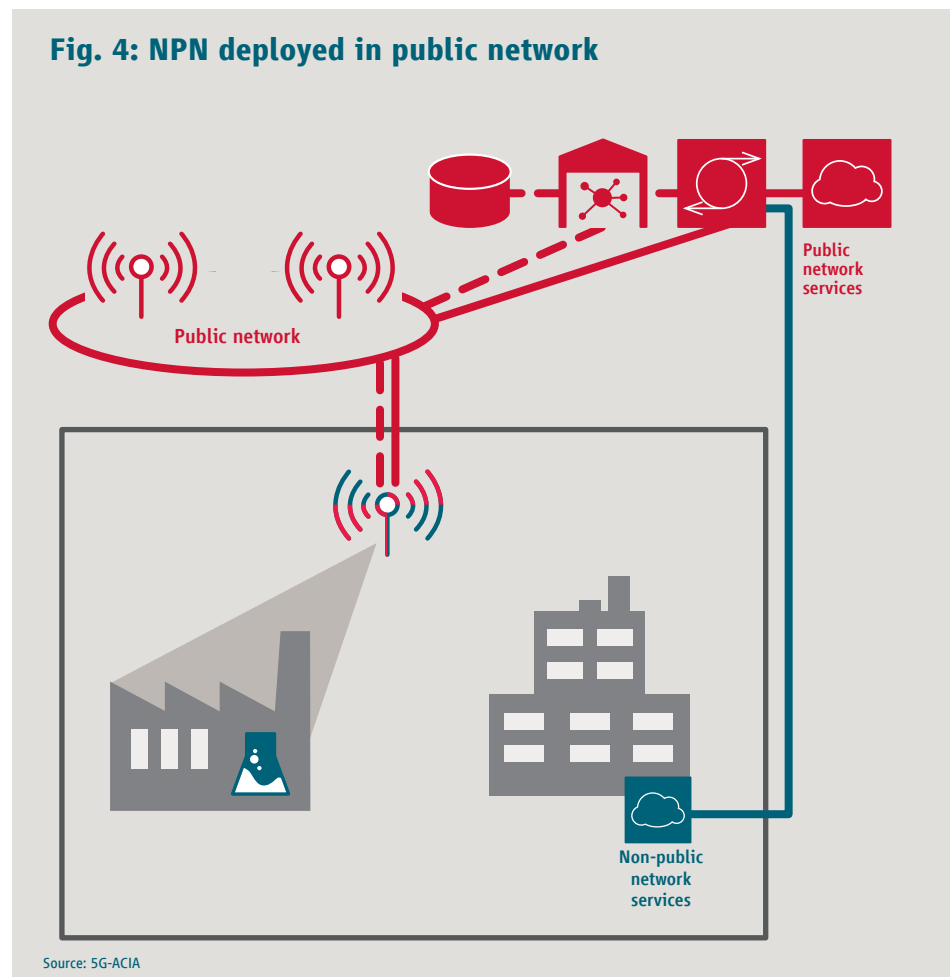 Fig. 4: NPN deployed in public network
Public
network
services
Public network
Non-public
network
services
Source: 5G-ACIA